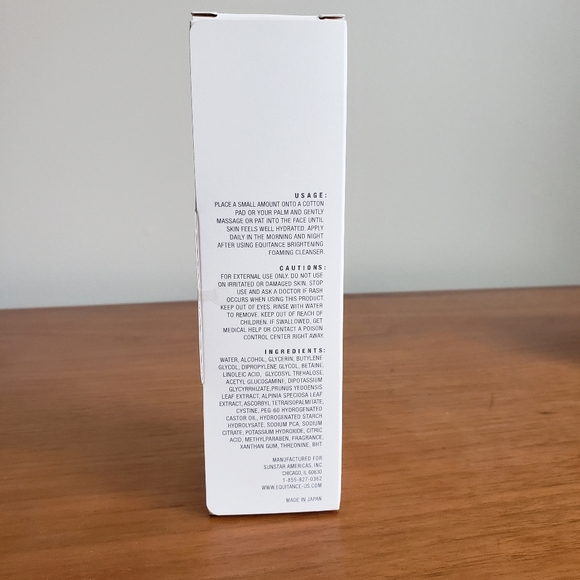 USAGE:
PLACE A SMALL AMOUNT ONTO A COTTON
PAD OR YOUR PALM AND GENTLY
MASSAGE OR PAT INTO THE FACE UNTIL
SKIN FEELS WELL HYDRATED. APPLY
DAILY IN THE MORNING AND NIGHT
AFTER USING EQUITANCE BRIGHTENING
FOAMING CLEANSER.
CAUTIONS:
FOR EXTERNAL USE ONLY. DO NOT USE
ON IRRITATED OR DAMAGED SKIN. STOP
USE AND ASK A DOCTOR IF RASH
OCCURS WHEN USING THIS PRODUCT.
KEEP OUT OF EYES. RINSE WITH WATER
TO REMOVE. KEEP OUT OF REACH OF
CHILDREN. IF SWALLOWED, GET
MEDICAL HELP OR CONTACT A POISON
CONTROL CENTER RIGHT AWAY.
INGREDIENTS:
WATER, ALCOHOL, GLYCERIN, BUTYLENE
GLYCOL, DIPROPYLENE GLYCOL, BETAINE,
LINOLEIC ACID, GLYCOSYL TREHALOSE,
ACETYL GLUCOSAMINE, DIPOTASSIUM
GLYCYRRHIZATE,PRUNUS YEDOENSIS
LEAF EXTRACT, ALPINIA SPECIOSA LEAF
EXTRACT, ASCORBYL TETRAISOPALMITATE,
CYSTINE, PEG-60 HYDROGENATED
CASTOR OIL, HYDROGENATED STARCH
HYDROLYSATE, SODIUM PCA, SODIUM
CITRATE, POTASSIUM HYDROXIDE, CITRIC
ACID, METHYLPARABEN, FRAGRANCE,
XANTHAN GUM, THREONINE, BHT
MANUFACTURED FOR
SUNSTAR AMERICAS, INC
CHICAGO, IL 60630
1-855-827-0362
WWW.EQUITANCE-US.COM
MADE IN JAPAN